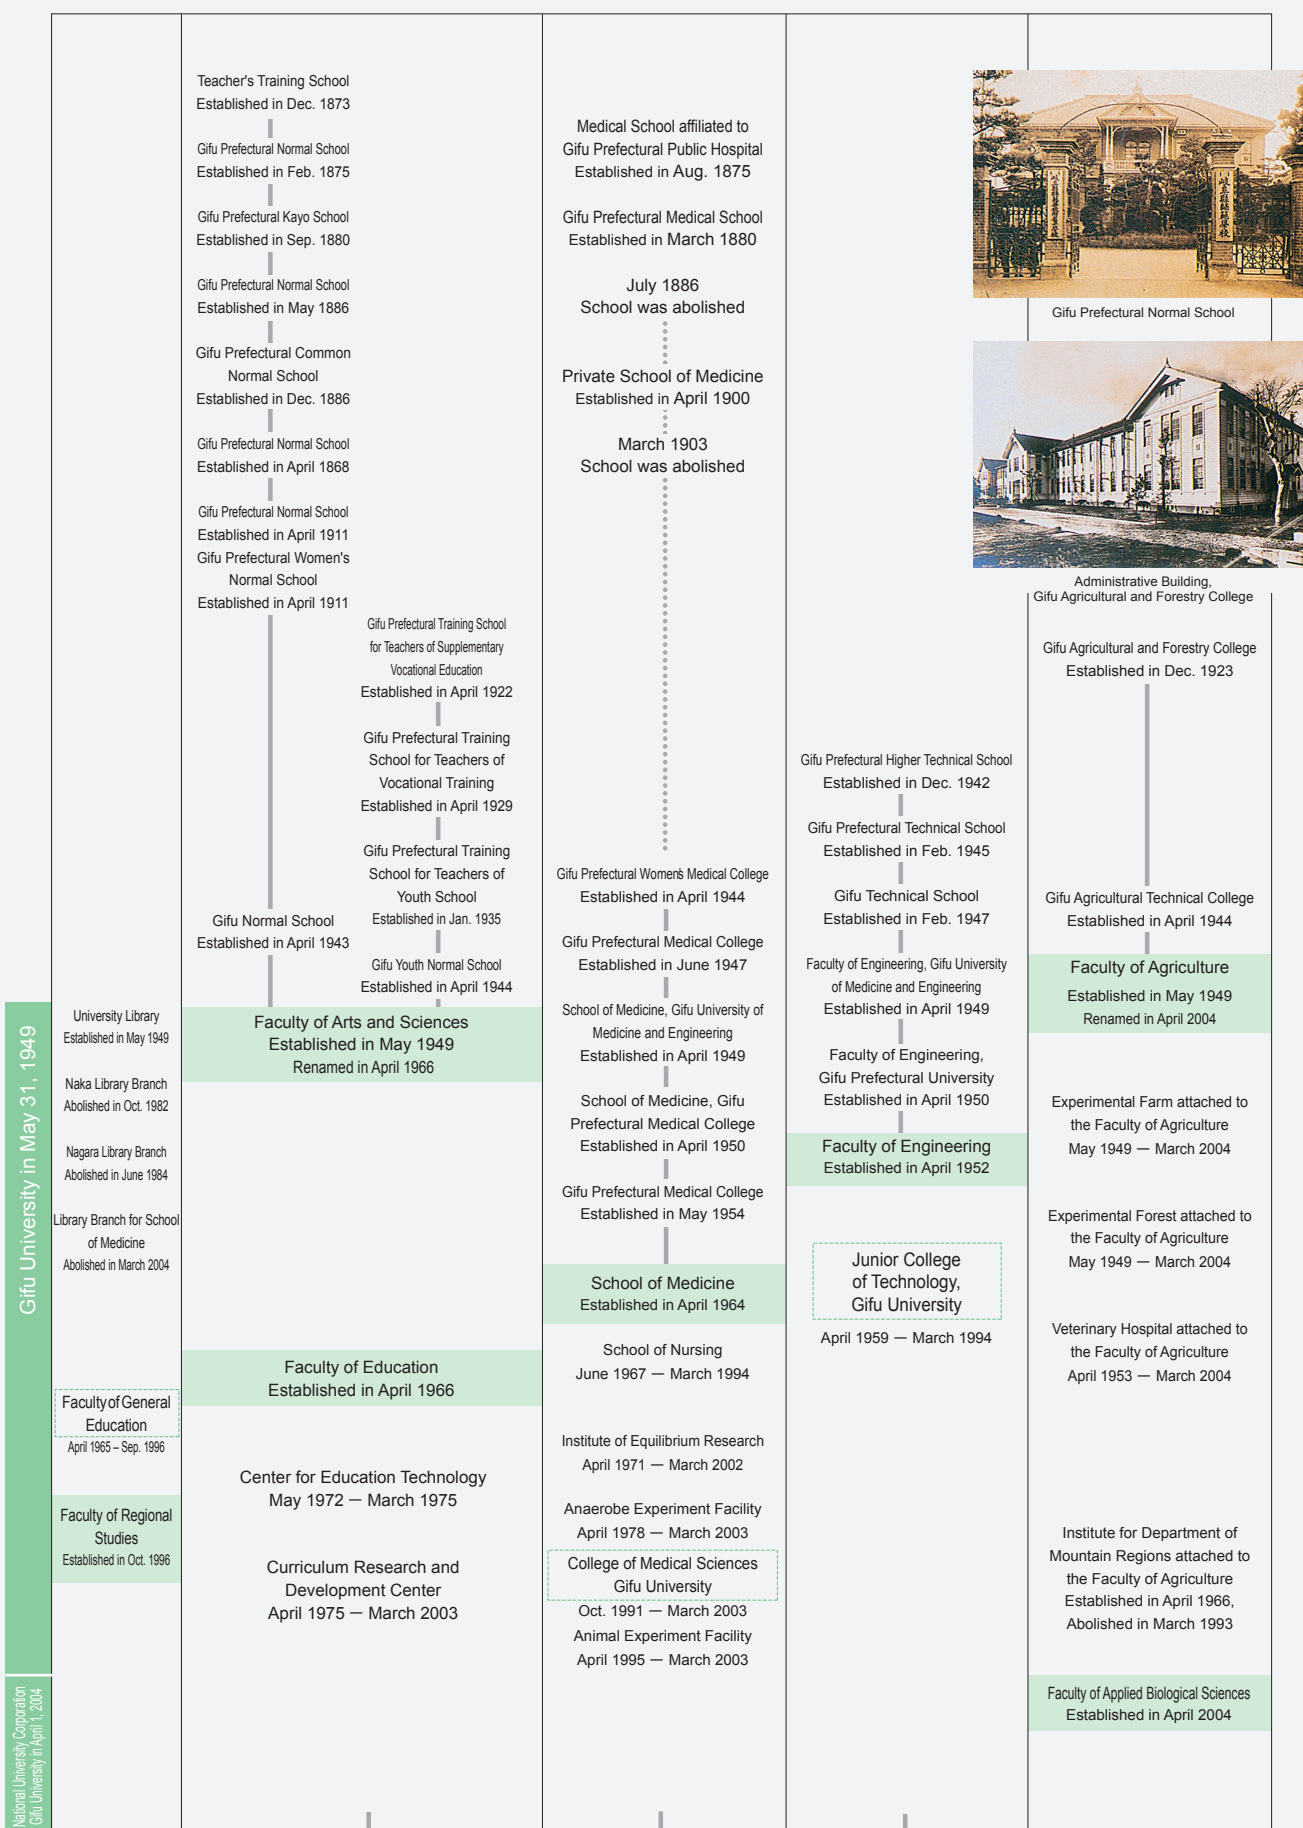 Gifu University in May 31, 1949
National University Corporation
Gifu University in April 1, 2004
University Library
Established in May 1949
Naka Library Branch
Abolished in Oct. 1982
Nagara Library Branch
Abolished in June 1984
Library Branch for School
of Medicine
Abolished in March 2004
Faculty of General
Education
April 1965 – Sep. 1996
Faculty of Regional
Studies
Established in Oct. 1996
Teacher's Training School
Established in Dec. 1873
Gifu Prefectural Normal School
Established in Feb. 1875
Gifu Prefectural Kayo School
Established in Sep. 1880
Gifu Prefectural Normal School
Established in May 1886
Gifu Prefectural Common
Normal School
Established in Dec. 1886
Gifu Prefectural Normal School
Established in April 1868
Gifu Prefectural Normal School
Established in April 1911
Gifu Prefectural Women's
Normal School
Established in April 1911
Gifu Prefectural Training School
for Teachers of Supplementary
Vocational Education
Established in April 1922
Gifu Prefectural Training
School for Teachers of
Vocational Training
Established in April 1929
Gifu Prefectural Training
School for Teachers of
Youth School
Established in Jan. 1935
Gifu Normal School
Established in April 1943
Gifu Youth Normal School
Established in April 1944
Faculty of Arts and Sciences
Established in May 1949
Renamed in April 1966
Faculty of Education
Established in April 1966
Center for Education Technology
May 1972 — March 1975
Curriculum Research and
Development Center
April 1975 — March 2003
Medical School affiliated to
Gifu Prefectural Public Hospital
Established in Aug. 1875
Gifu Prefectural Medical School
Established in March 1880
July 1886
School was abolished
Private School of Medicine
Established in April 1900
March 1903
School was abolished
Gifu Prefectural Women's Medical College
Established in April 1944
Gifu Prefectural Medical College
Established in June 1947
School of Medicine, Gifu University of
Medicine and Engineering
Established in April 1949
School of Medicine, Gifu
Prefectural Medical College
Established in April 1950
Gifu Prefectural Medical College
Established in May 1954
School of Medicine
Established in April 1964
School of Nursing
June 1967 — March 1994
Institute of Equilibrium Research
April 1971 — March 2002
Anaerobe Experiment Facility
April 1978 — March 2003
College of Medical Sciences
Gifu University
Oct. 1991 — March 2003
Animal Experiment Facility
April 1995 — March 2003
Gifu Prefectural Higher Technical School
Established in Dec. 1942
Gifu Prefectural Technical School
Established in Feb. 1945
Gifu Technical School
Established in Feb. 1947
Faculty of Engineering, Gifu University
of Medicine and Engineering
Established in April 1949
Faculty of Engineering,
Gifu Prefectural University
Established in April 1950
Faculty of Engineering
Established in April 1952
Junior College
of Technology,
Gifu University
April 1959 — March 1994
岐阜縣師範學校
Gifu Prefectural Normal School
Administrative Building,
Gifu Agricultural and Forestry College
Gifu Agricultural and Forestry College
Established in Dec. 1923
Gifu Agricultural Technical College
Established in April 1944
Faculty of Agriculture
Established in May 1949
Renamed in April 2004
Experimental Farm attached to
the Faculty of Agriculture
May 1949 — March 2004
Experimental Forest attached to
the Faculty of Agriculture
May 1949 — March 2004
Veterinary Hospital attached to
the Faculty of Agriculture
April 1953 — March 2004
Institute for Department of
Mountain Regions attached to
the Faculty of Agriculture
Established in April 1966,
Abolished in March 1993
Faculty of Applied Biological Sciences
Established in April 2004